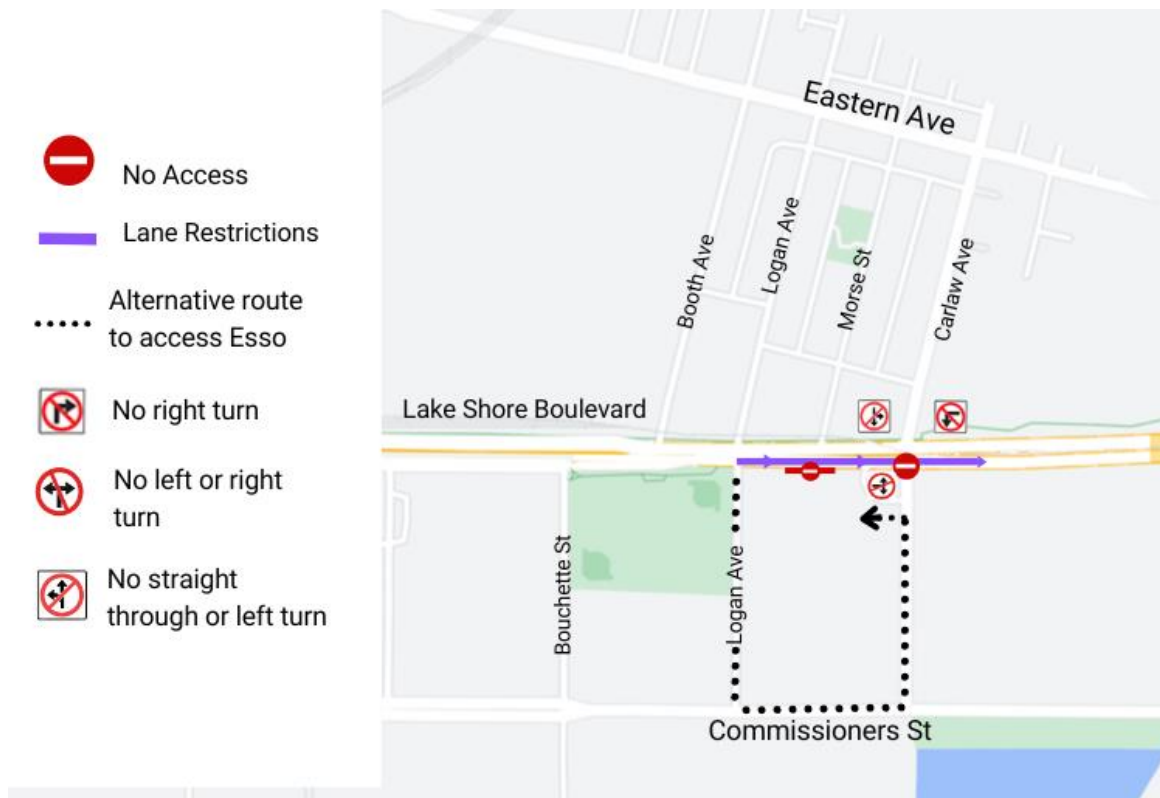 No Access
Lane Restrictions
Alternative route
to access Esso
No right turn
No left or right
turn
No straight
through or left turn
Eastern Ave
Booth Ave
Logan Ave
Morse St
Carlaw Ave
Lake Shore Boulevard
Bouchette St
Logan Ave
Commissioners St